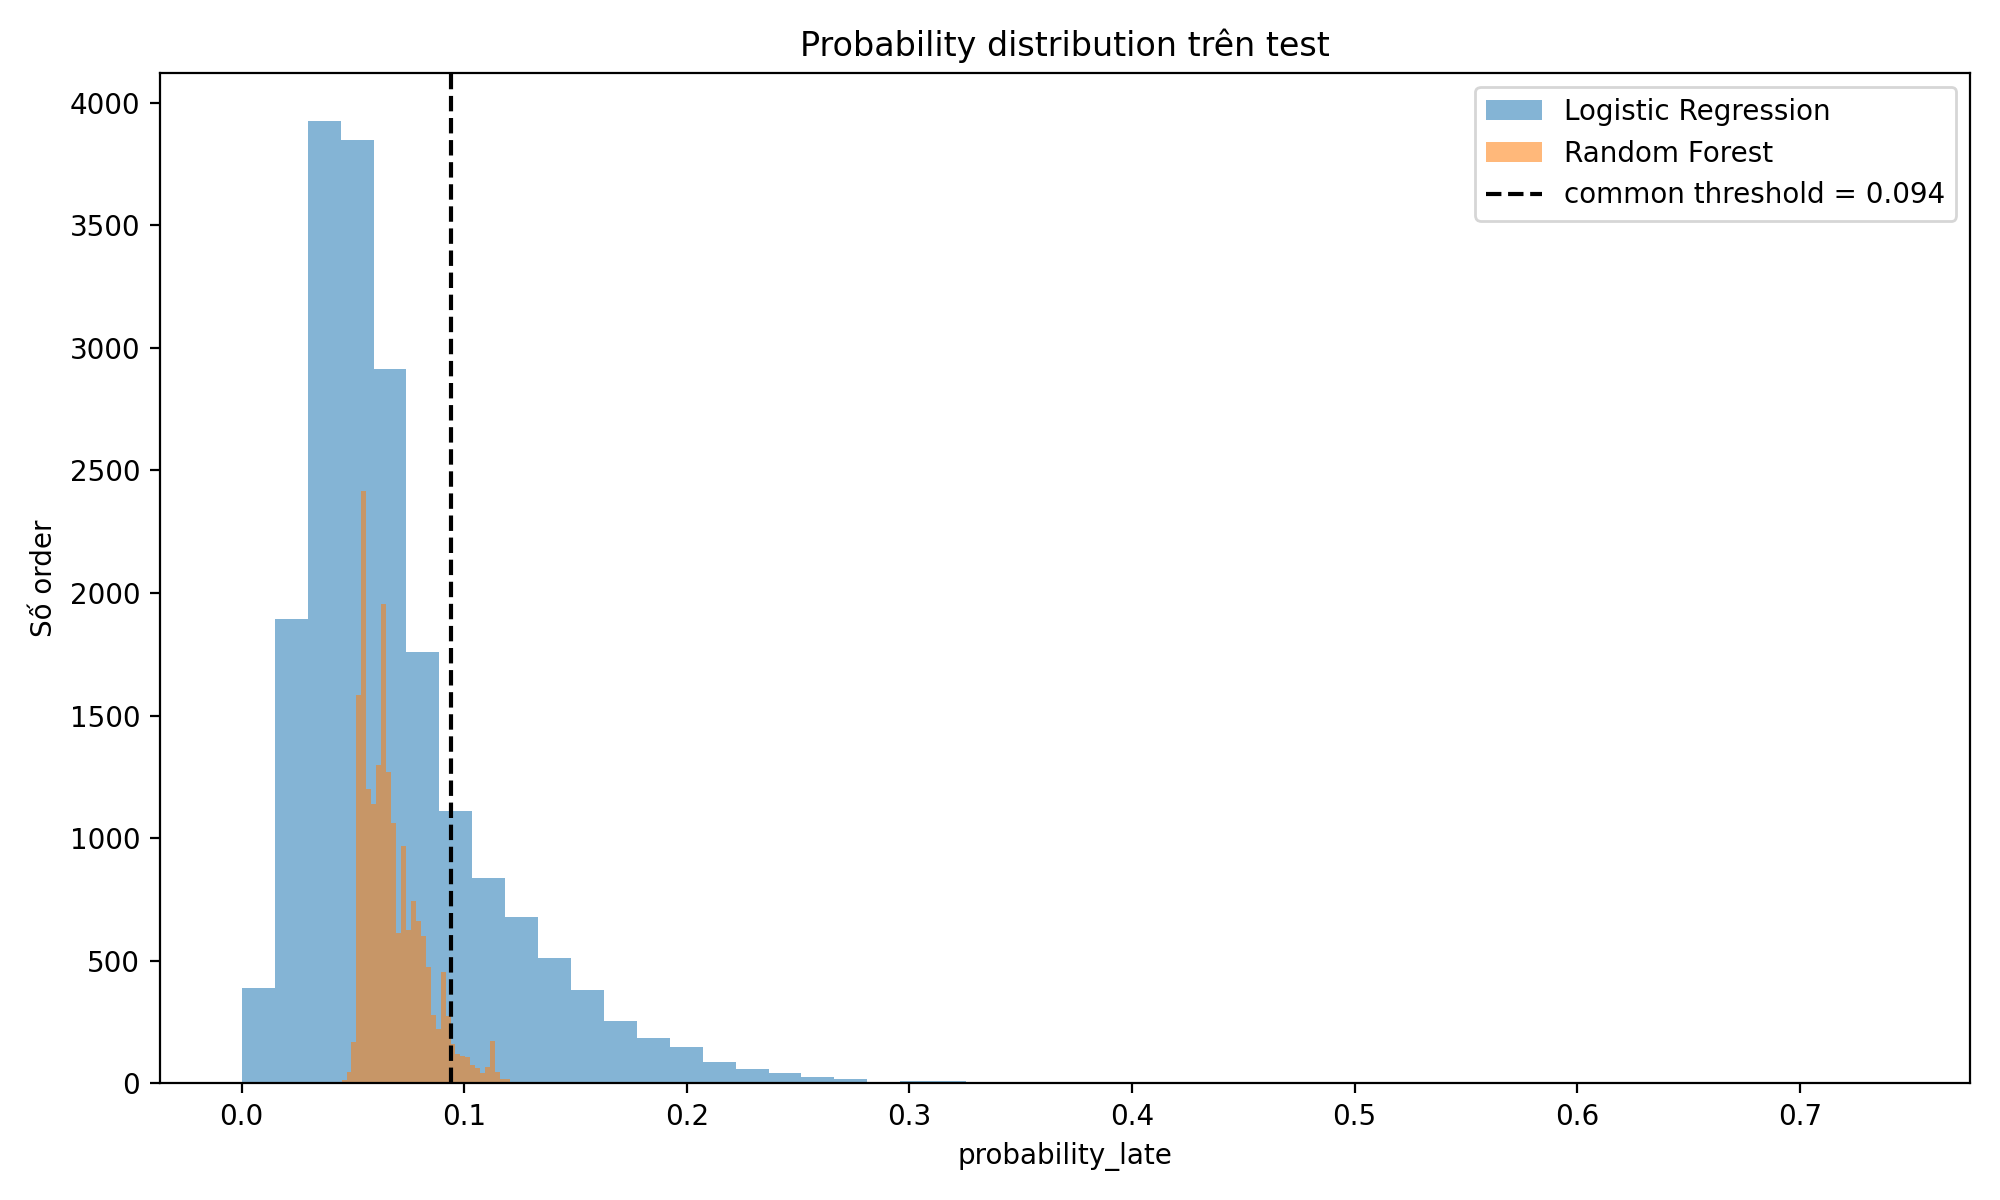 Probability distribution trên test
Logistic Regression
Random Forest
common threshold = 0.094
4000
3500
3000
2500
2000
1500
1000
500
0
Số order
0.0 0.1 0.2 0.3 0.4 0.5 0.6 0.7
probability_late